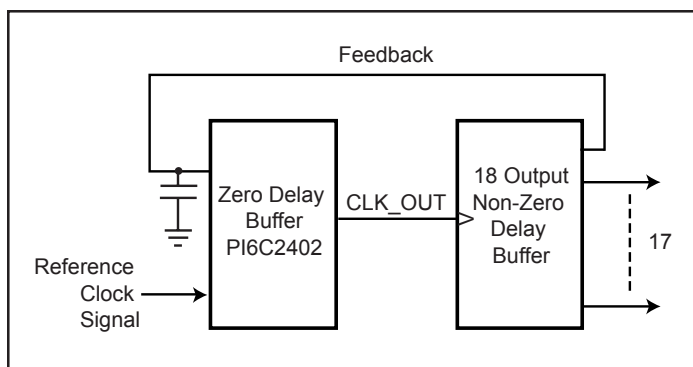 Feedback
Zero Delay
Buffer
PI6C2402
CLK_OUT
18 Output
Non-Zero
Delay
Buffer
17
Reference
Clock
Signal